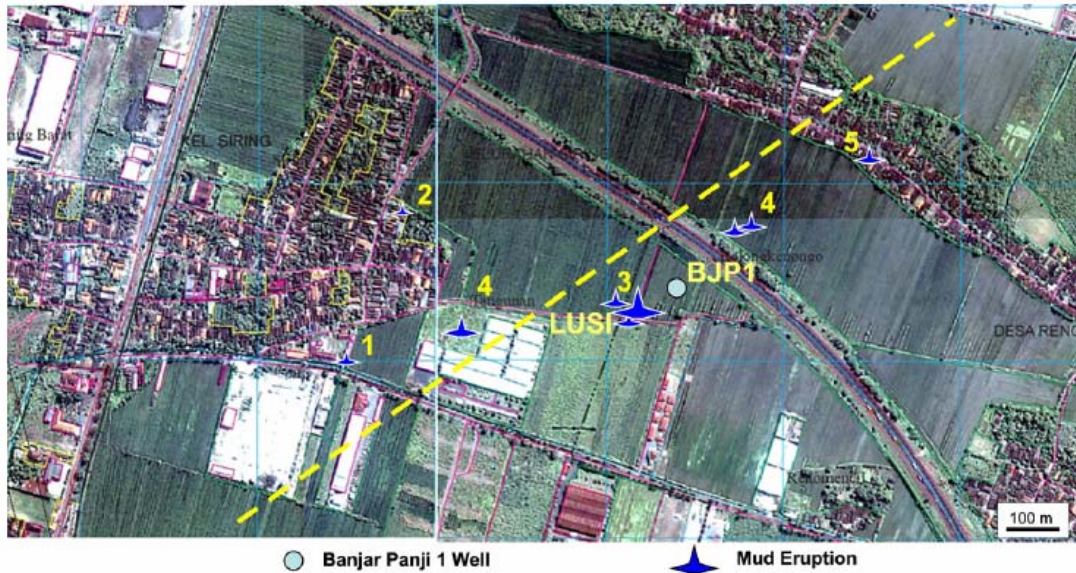 KEL. SIRING
5
2
4
BJP1
4
3
LUSI
1
DESA RENO
100 m
Banjar Panji 1 Well
Mud Eruption